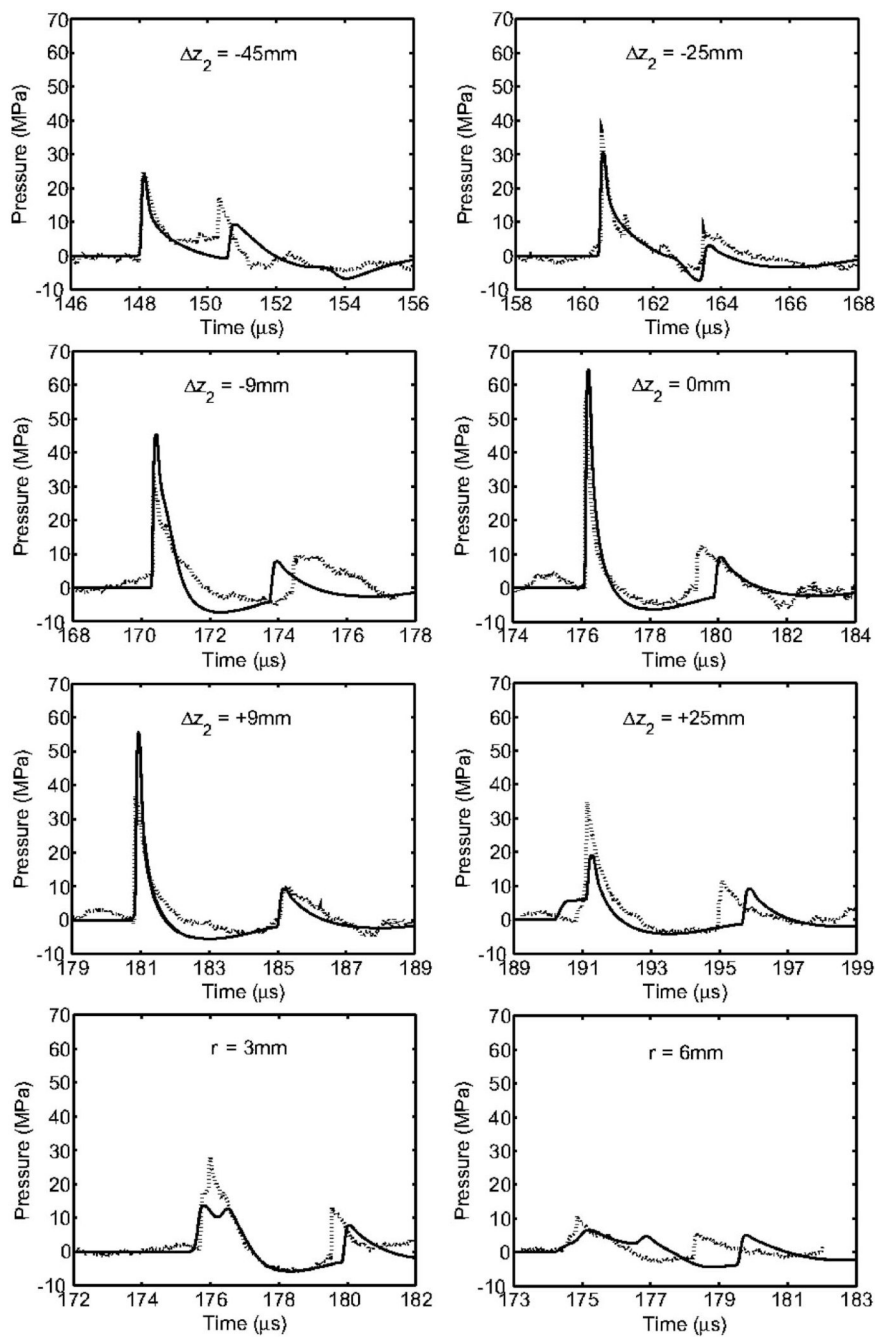 Δz2 = -45mm
Pressure (MPa)
70
60
50
40
30
20
10
0
-10
146 148 150 152 154 156
Time (μs)
Δz2 = -25mm
Pressure (MPa)
70
60
50
40
30
20
10
0
-10
158 160 162 164 166 168
Time (μs)
Δz2 = -9mm
Pressure (MPa)
70
60
50
40
30
20
10
0
-10
168 170 172 174 176 178
Time (μs)
Δz2 = 0mm
Pressure (MPa)
70
60
50
40
30
20
10
0
-10
174 176 178 180 182 184
Time (μs)
Δz2 = +9mm
Pressure (MPa)
70
60
50
40
30
20
10
0
-10
179 181 183 185 187 189
Time (μs)
Δz2 = +25mm
Pressure (MPa)
70
60
50
40
30
20
10
0
-10
189 191 193 195 197 199
Time (μs)
r = 3mm
Pressure (MPa)
70
60
50
40
30
20
10
0
-10
172 174 176 178 180 182
Time (μs)
r = 6mm
Pressure (MPa)
70
60
50
40
30
20
10
0
-10
173 175 177 179 181 183
Time (μs)